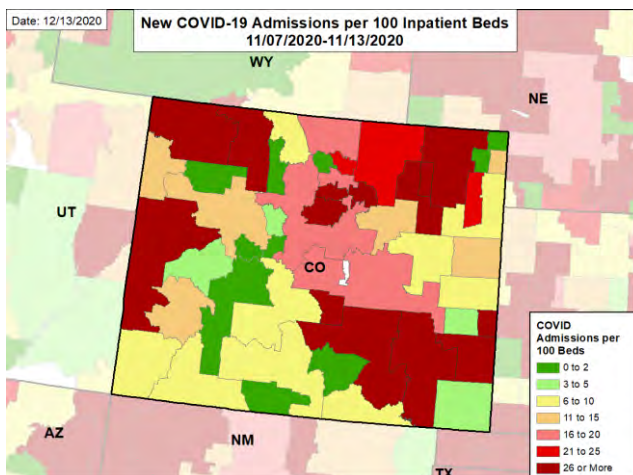 Date: 12/13/2020
New COVID-19 Admissions per 100 Inpatient Beds
11/07/2020-11/13/2020
WY
NE
UT
CO
COVID
Admissions per
100 Beds
0 to 2
3 to 5
6 to 10
11 to 15
16 to 20
21 to 25
26 or More
AZ
NM
TX